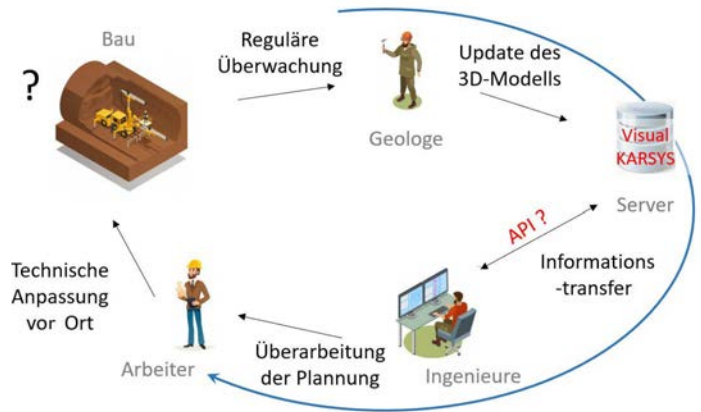 Bau
?
Reguläre
Überwachung
Geologe
Update des
3D-Modells
Visual
KARSYS
Server
API ?
Informations
-transfer
Ingenieure
Überarbeitung
der Plannung
Arbeiter
Technische
Anpassung
vor Ort